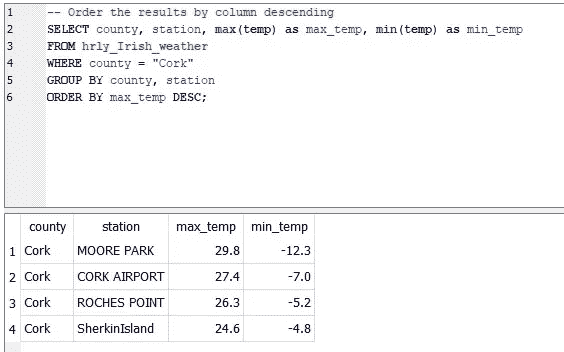 1 -- Order the results by column descending
2 SELECT county, station, max(temp) as max_temp, min(temp) as min_temp
3 FROM hrly_Irish_weather
4 WHERE county = "Cork"
5 GROUP BY county, station
6 ORDER BY max_temp DESC;
county station max_temp min_temp
1 Cork MOORE PARK 29.8 -12.3
2 Cork CORK AIRPORT 27.4 -7.0
3 Cork ROCHES POINT 26.3 -5.2
4 Cork SherkinIsland 24.6 -4.8